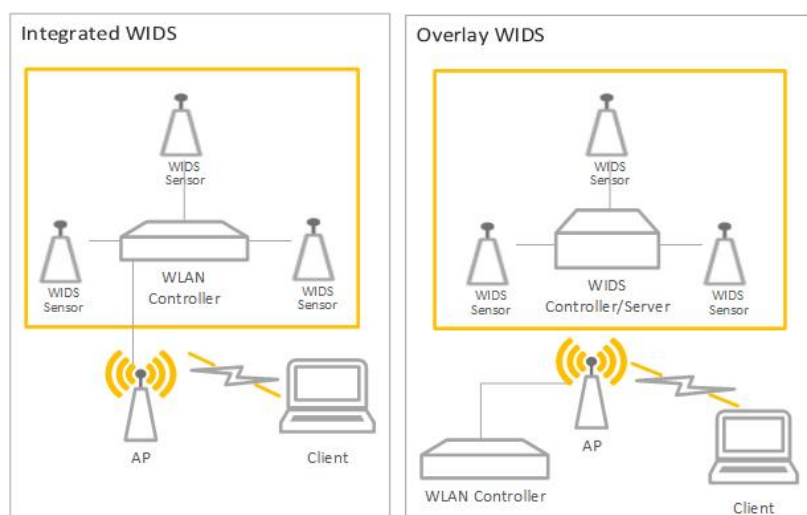 Integrated WIDS
WIDS
Sensor
WLAN
Controller
WIDS
Sensor
WIDS
Sensor
AP
Client
Overlay WIDS
WIDS
Sensor
WIDS
Controller/Server
WIDS
Sensor
WIDS
Sensor
AP
WLAN Controller
Client